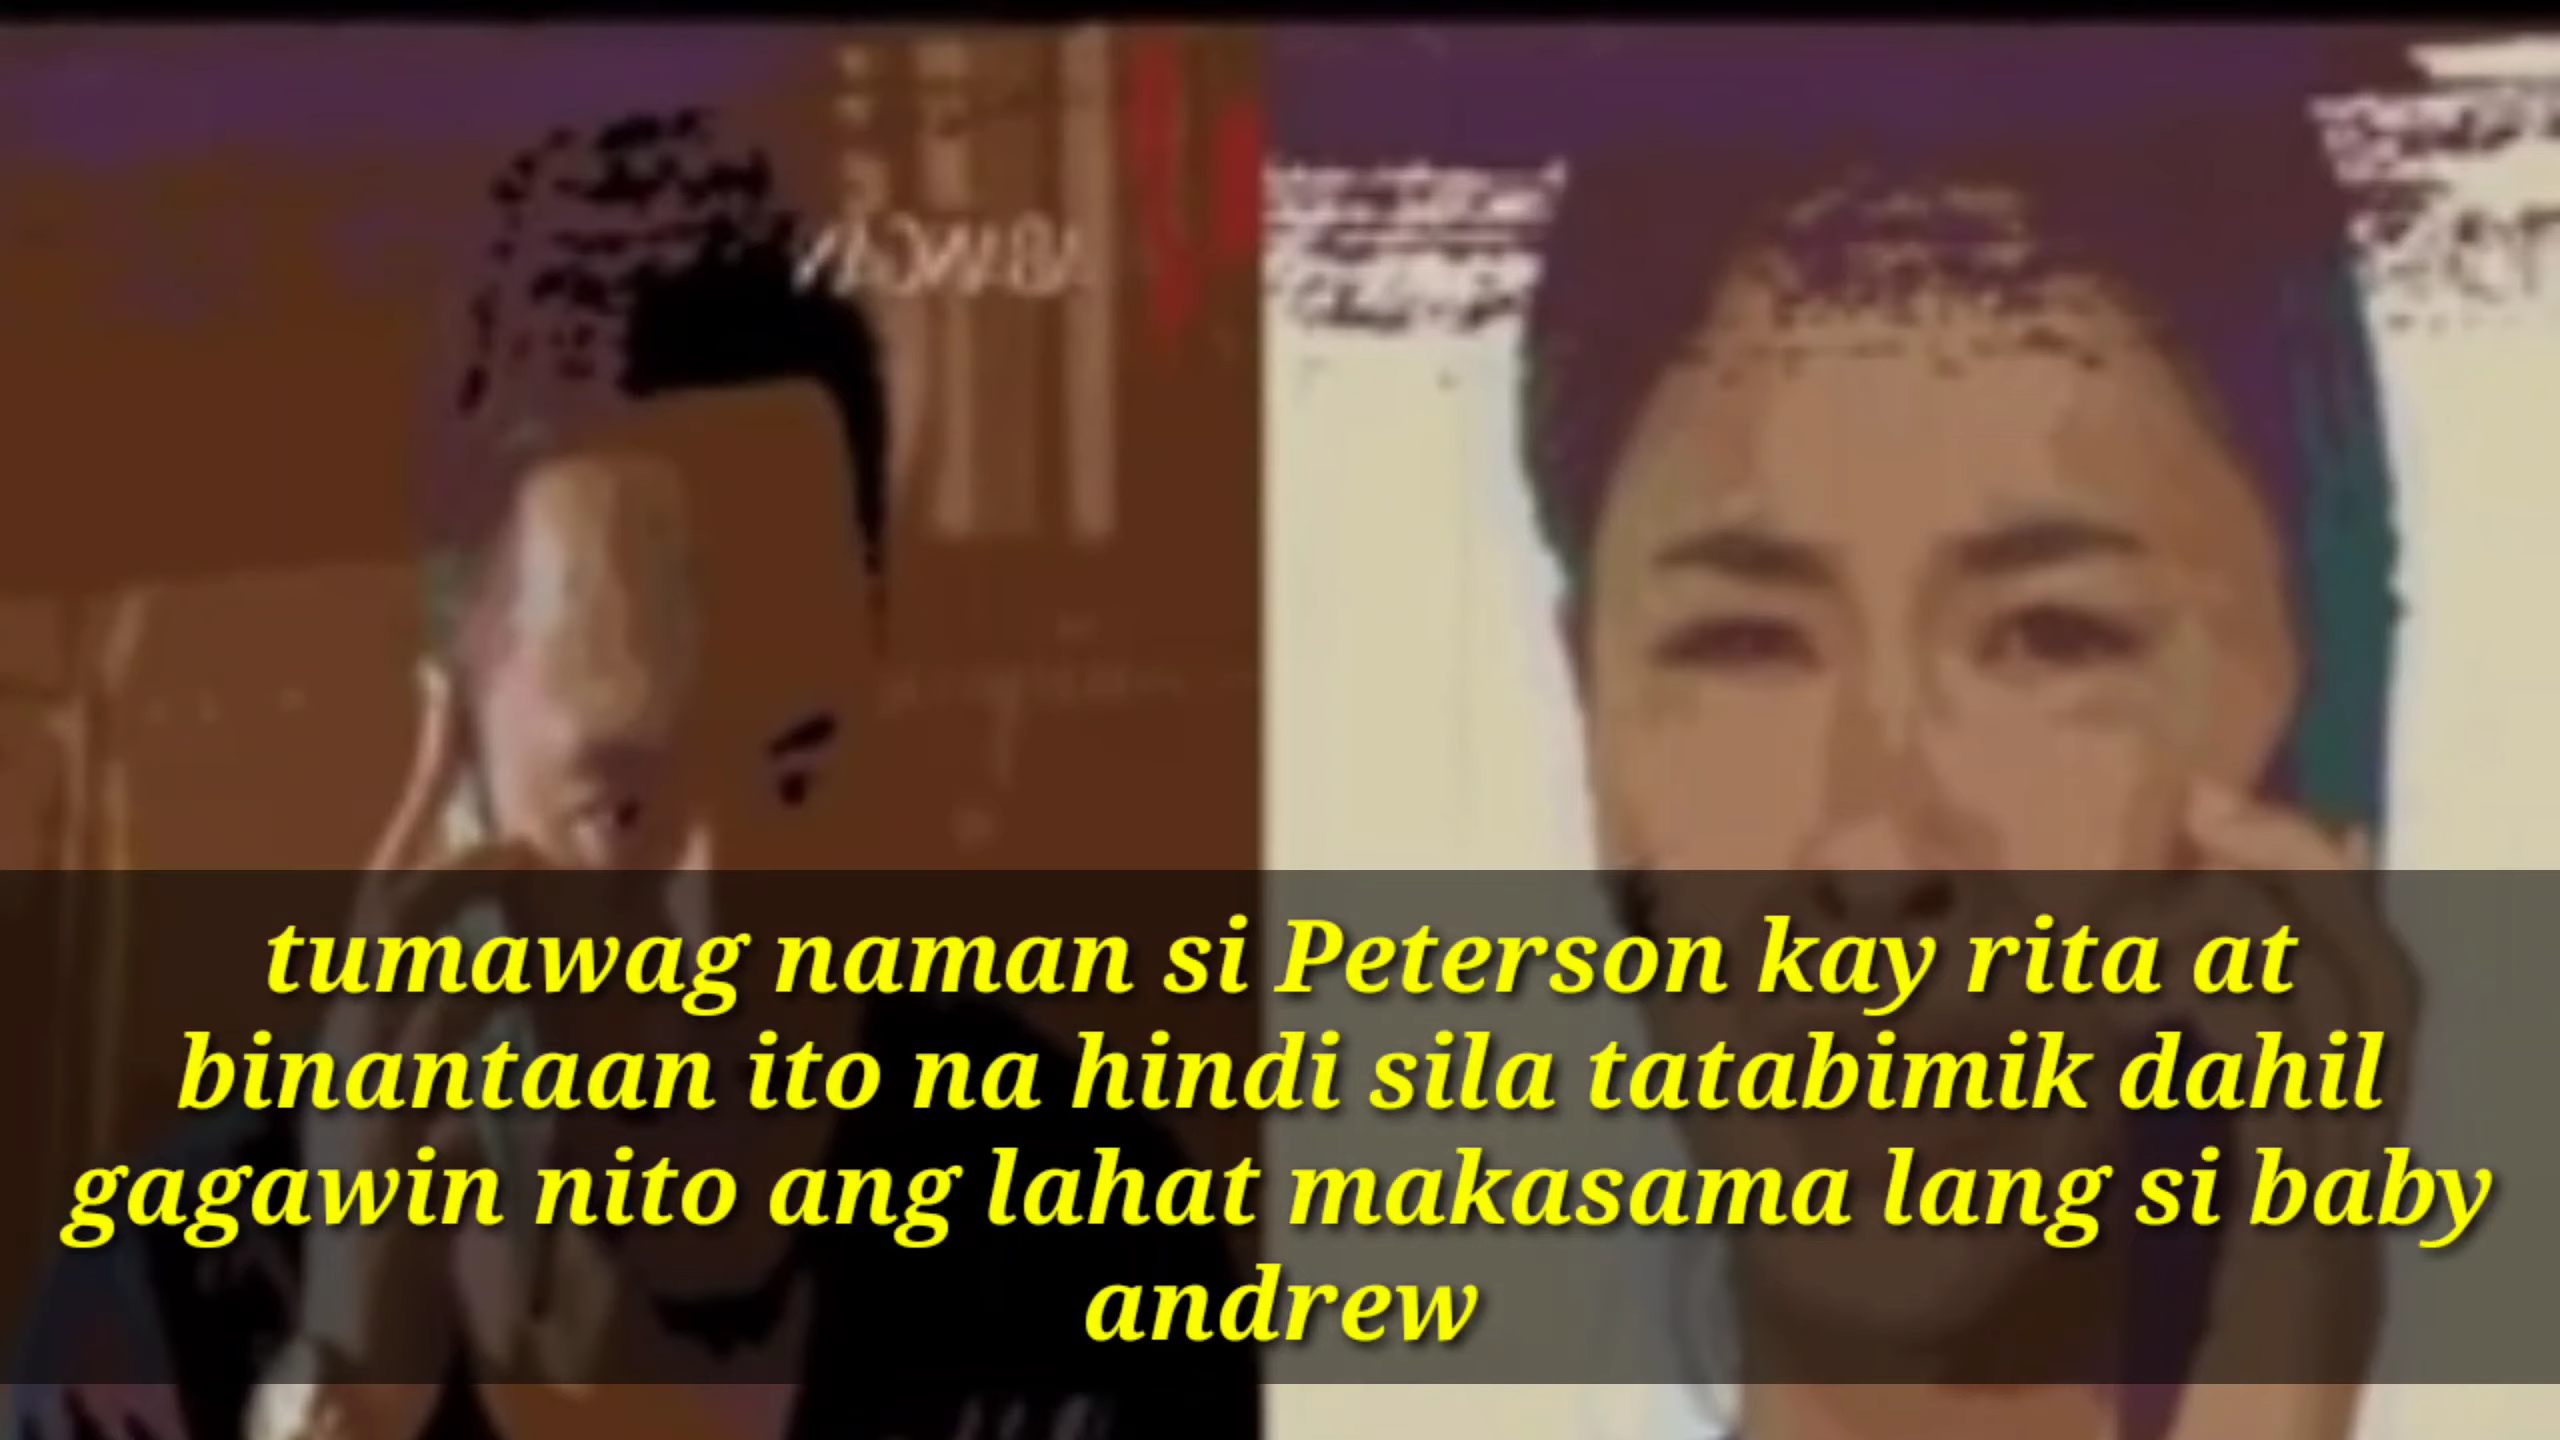 tumawag naman si Peterson kay rita at
binantaan ito na hindi sila tatabimik dahil
gagawin nito ang lahat makasama lang si baby
andrew